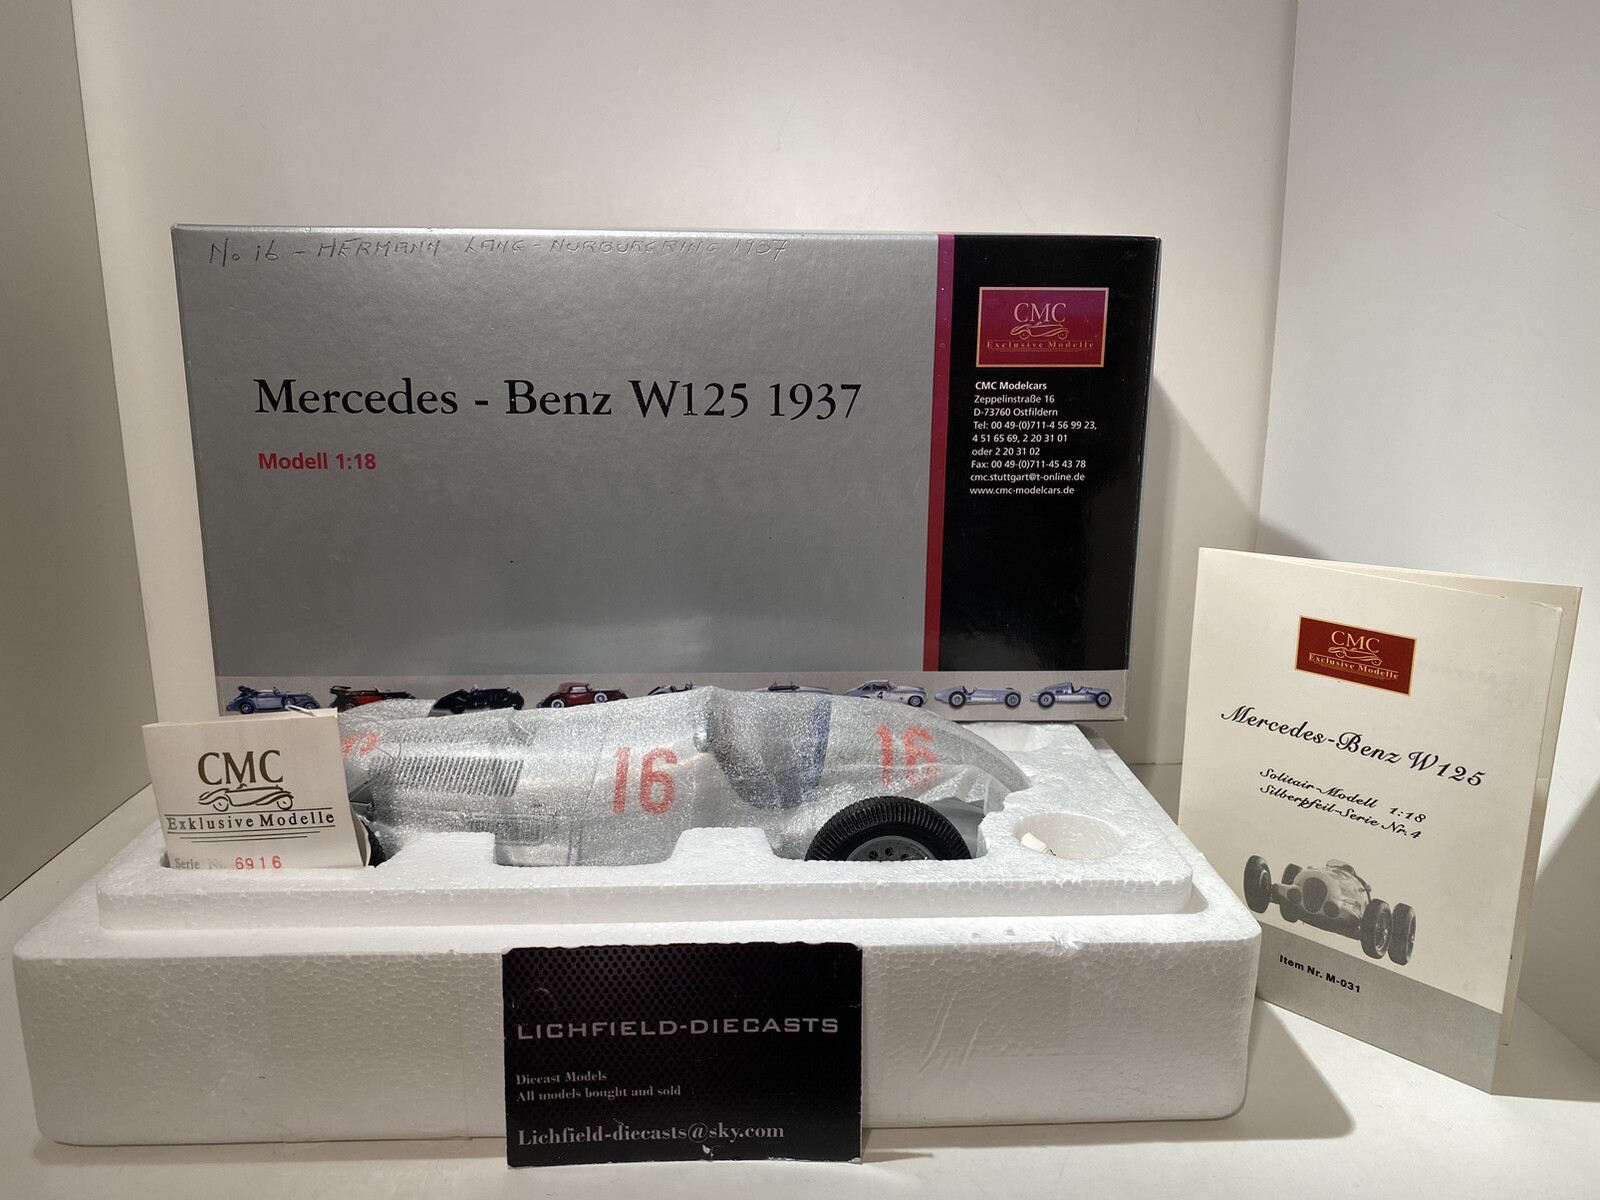 No 16 - HERMANN LANG - NURBURGRING 1937
Mercedes - Benz W125 1937
Modell 1:18
CMC
Exclusive Modelle
CMC Modelcars
Zeppelinstraße 16
D-73760 Ostfildern
Tel: 00 49-(0)711-4 56 99 23,
4 51 65 69, 2 20 31 01
oder 2 20 31 02
Fax: 00 49-(0)711-45 43 78
cmc.stuttgart@t-online.de
www.cmc-modelcars.de
4
CMC
Exklusive Modelle
Serie Nr. 6916
16
16
CMC
Exclusive Modelle
Mercedes-Benz W125
Solitair-Modell 1:18
Silberpfeil-Serie Nr. 4
Item Nr. M-031
LICHFIELD-DIECASTS
Diecast Models
All models bought and sold
Lichfield-diecasts@sky.com